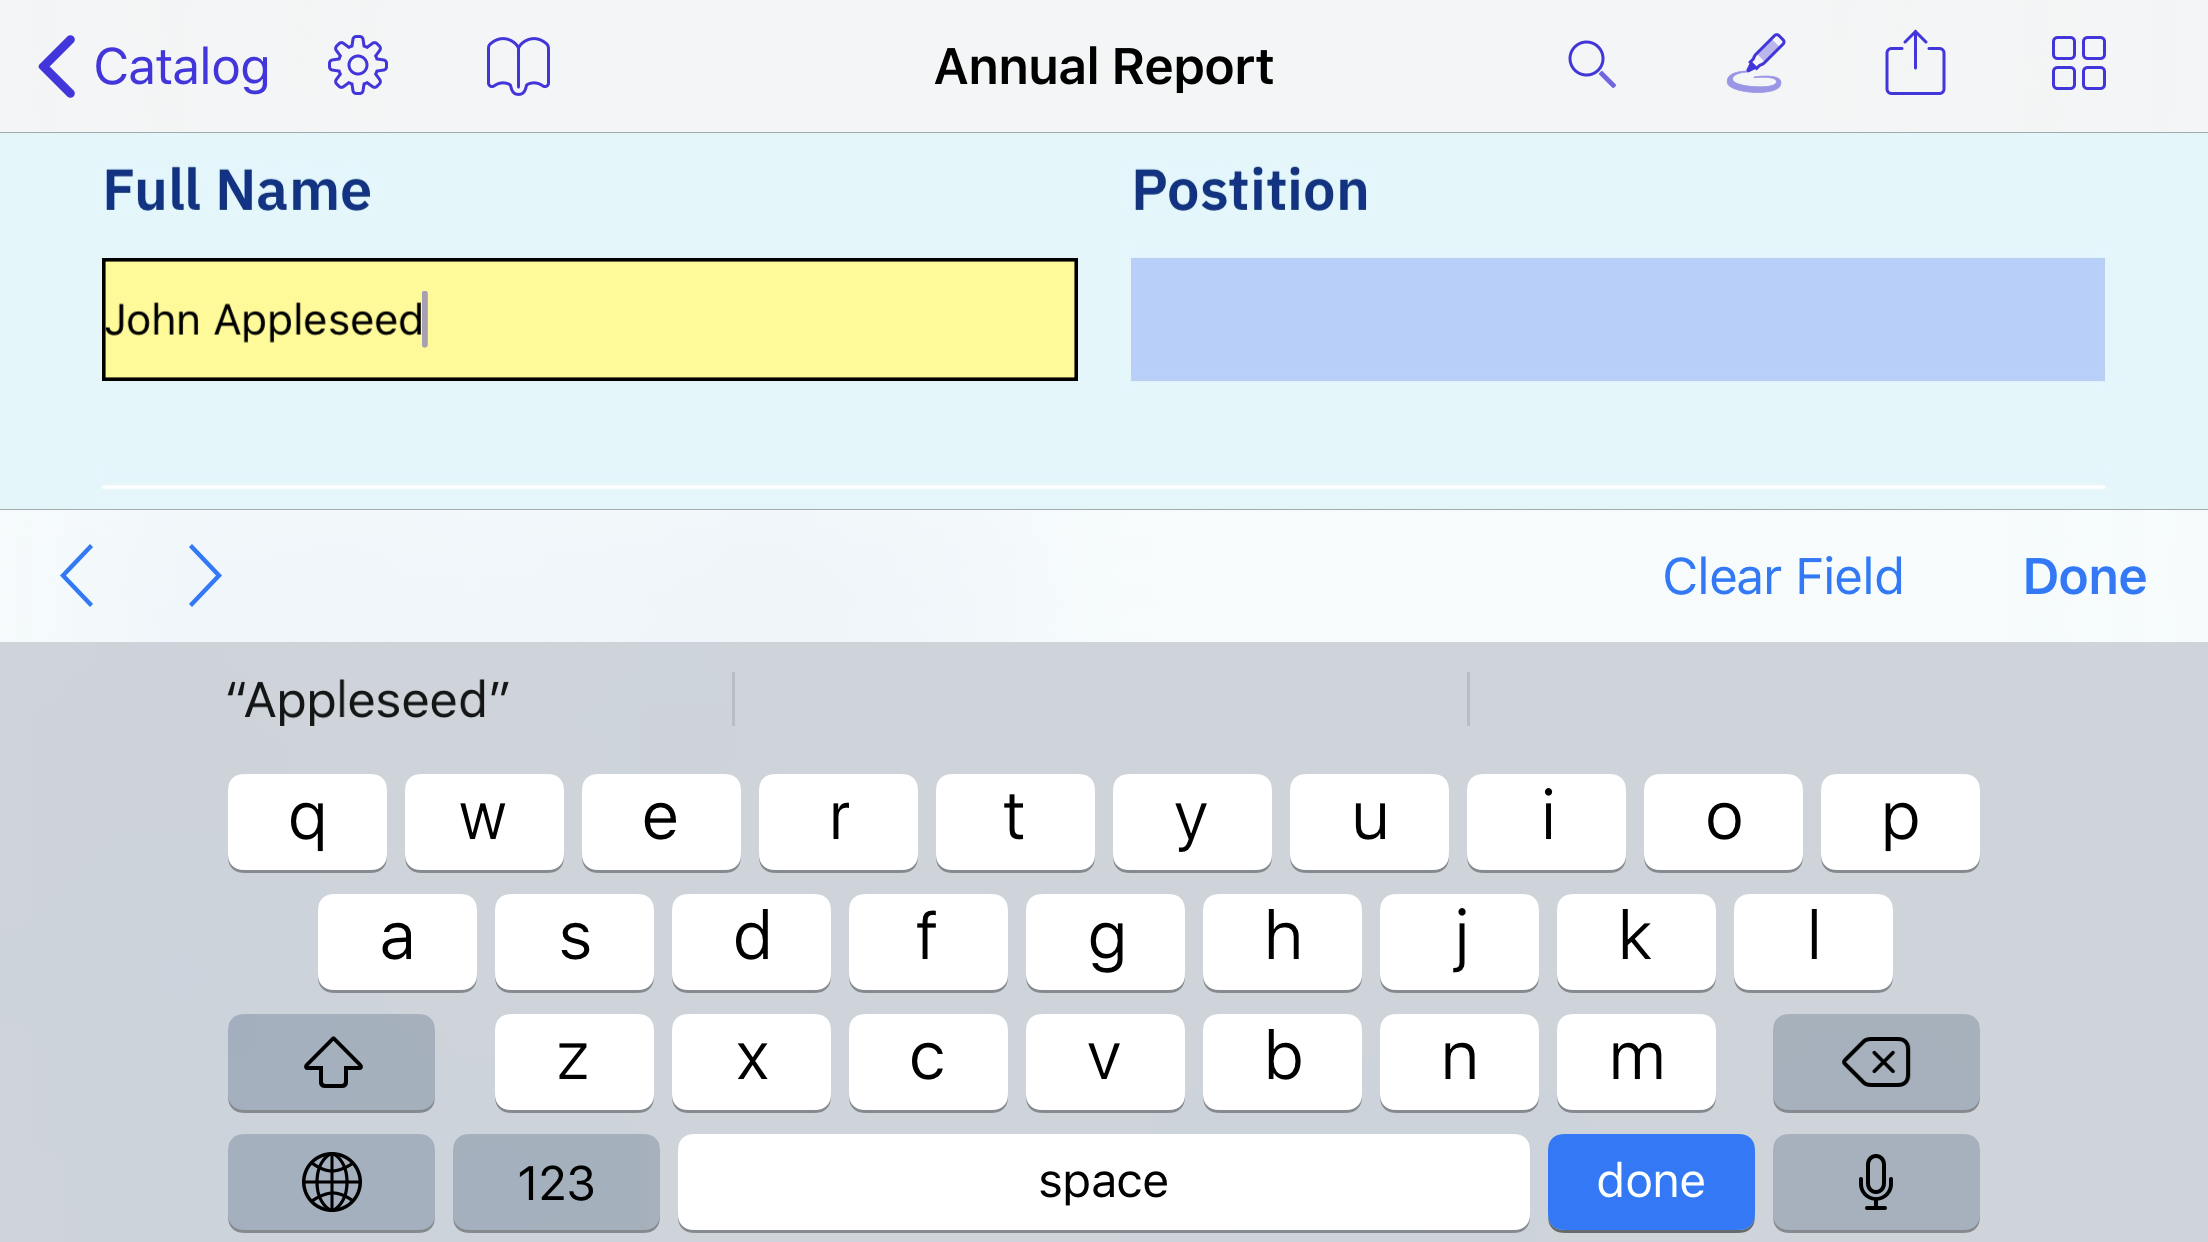 Catalog
Annual Report
Full Name
Postition
John Appleseed
Clear Field
Done
“Appleseed”
q w e r t y u i o p
a s d f g h j k l
z x c v b n m
123 space done